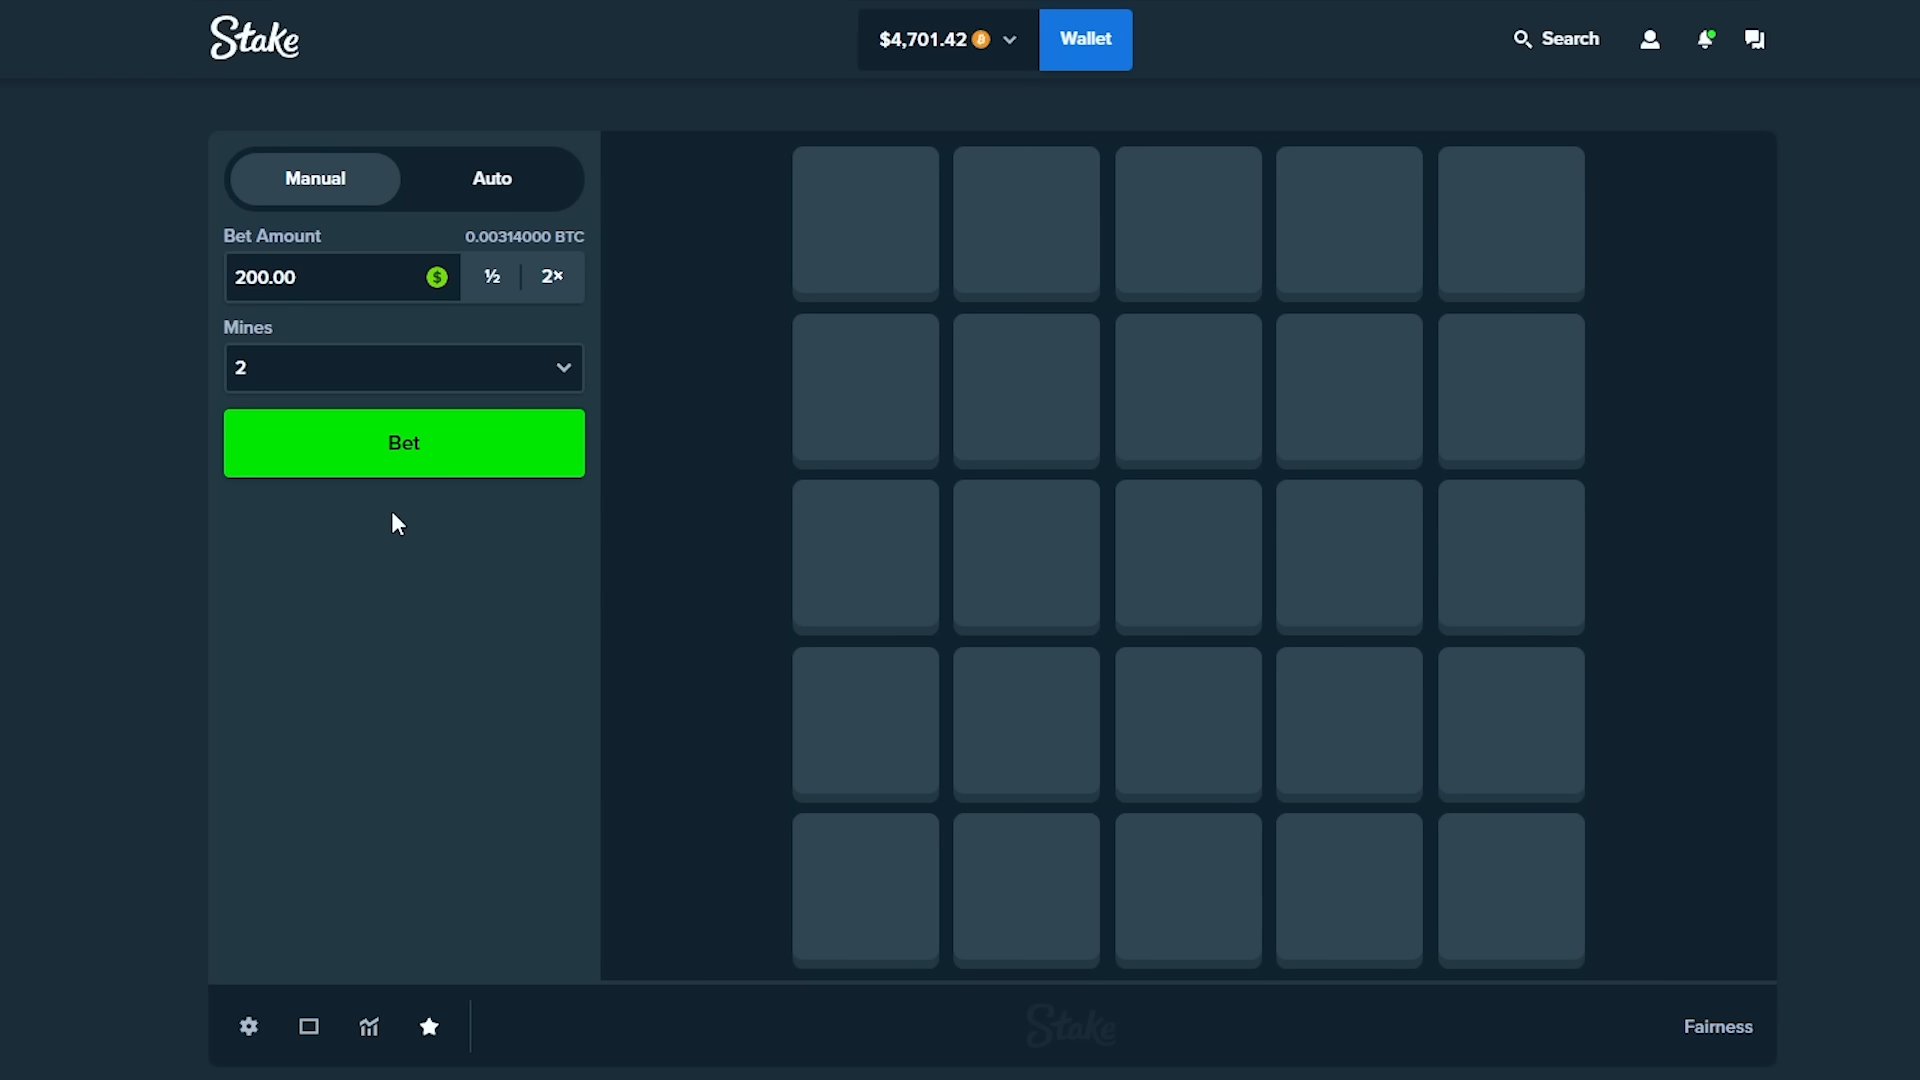 Stake
$4,701.42
Wallet
Search
Manual
Auto
Bet Amount
0.00314000 BTC
200.00
$
½
2×
Mines
2
Bet
Stake
Fairness